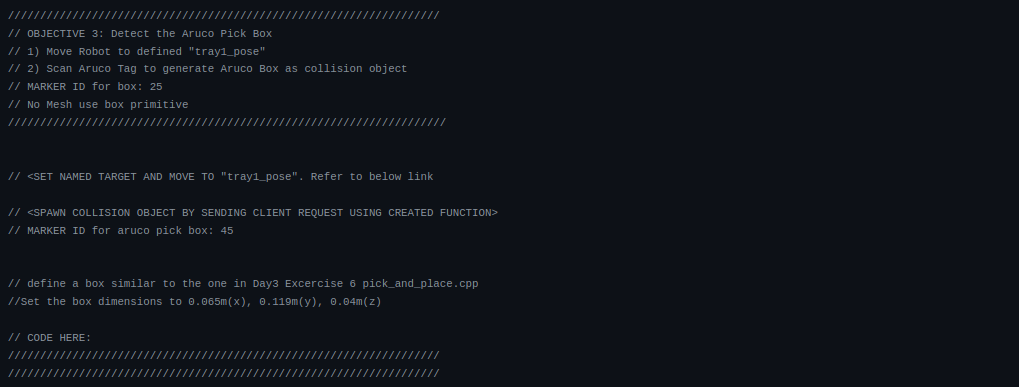 ///////////////////////////////////////////////////////////////////
// OBJECTIVE 3: Detect the Aruco Pick Box
// 1) Move Robot to defined "tray1_pose"
// 2) Scan Aruco Tag to generate Aruco Box as collision object
// MARKER ID for box: 25
// No Mesh use box primitive
////////////////////////////////////////////////////////////////////
// <SET NAMED TARGET AND MOVE TO "tray1_pose". Refer to below link
// <SPAWN COLLISION OBJECT BY SENDING CLIENT REQUEST USING CREATED FUNCTION>
// MARKER ID for aruco pick box: 45
// define a box similar to the one in Day3 Excercise 6 pick_and_place.cpp
//Set the box dimensions to 0.065m(x), 0.119m(y), 0.04m(z)
// CODE HERE:
///////////////////////////////////////////////////////////////////
///////////////////////////////////////////////////////////////////